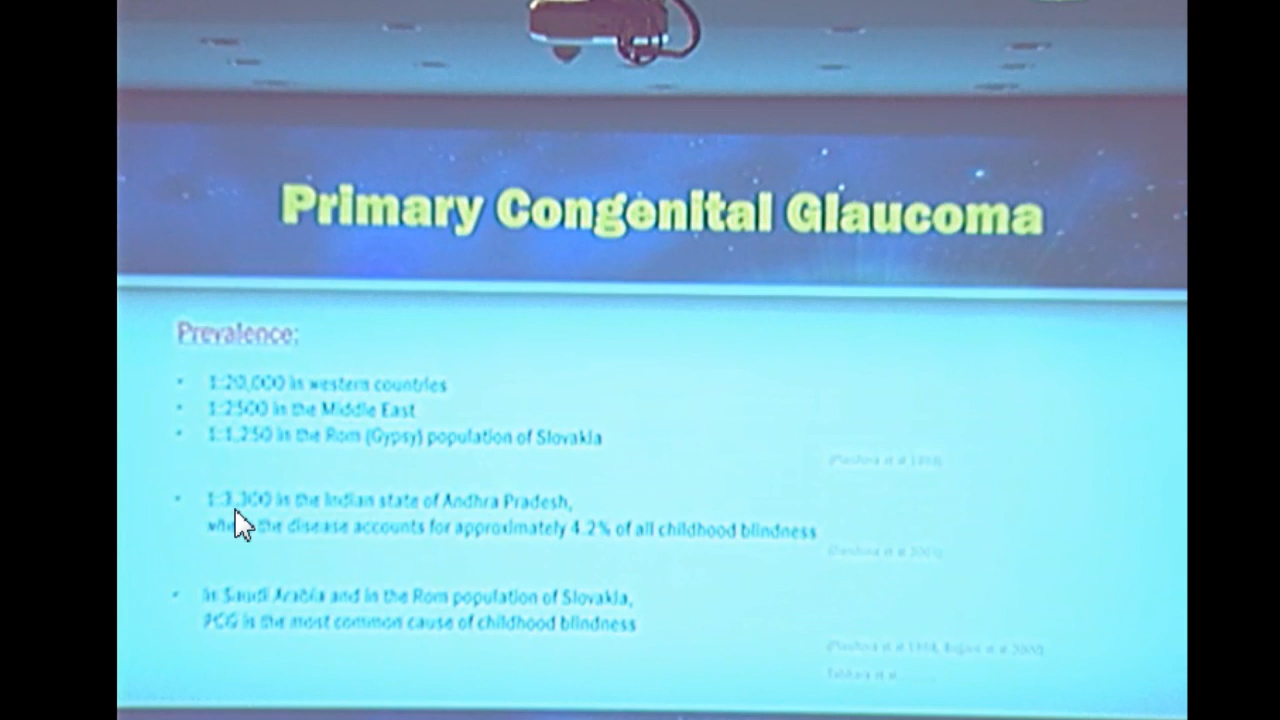 Primary Congenital Glaucoma
Prevalence:
• 1:20,000 in western countries
• 1:2500 in the Middle East
• 1:1,250 in the Rom (Gypsy) population of Slovakia
• 1:3,300 in the Indian state of Andhra Pradesh,
the disease accounts for approximately 4.2% of all childhood blindness
• In Saudi Arabia and in the Rom population of Slovakia,
PCG is the most common cause of childhood blindness